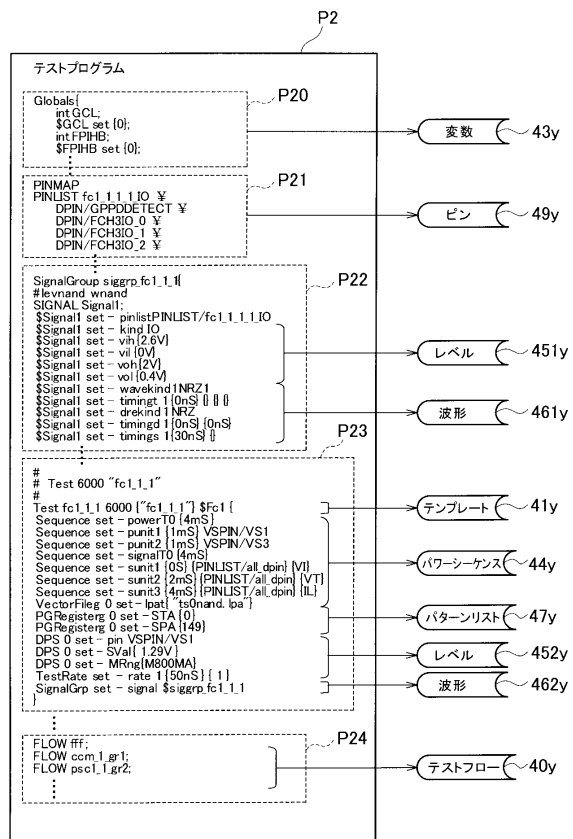 P2
テストプログラム
P20
Globals{
int GCL;
$GCL set {0};
int FPIHB;
$FPIHB set {0};
変数 43y
P21
PINMAP
PINLIST fc1_1_1_1_IO ¥
DPIN/GPPDDETECT ¥
DPIN/FCH3IO_0 ¥
DPIN/FCH3IO_1 ¥
DPIN/FCH3IO_2 ¥
ピン 49y
P22
SignalGroup siggrp_fc1_1_1{
#levnand wnand
SIGNAL Signal1;
$Signal1 set - pinlistPINLIST/fc1_1_1_1_IO
$Signal1 set - kind IO
$Signal1 set - vih {2.6V}
$Signal1 set - vil {0V}
$Signal1 set - voh {2V}
$Signal1 set - vol {0.4V}
レベル 451y
$Signal1 set - wavekind 1NRZ1
$Signal1 set - timingt 1 {0nS} {} {} {}
$Signal1 set - drekind 1 NRZ
$Signal1 set - timingd 1 {0nS} {0nS}
$Signal1 set - timings 1 {30nS} {}
波形 461y
P23
#
# Test 6000 "fc1_1_1"
#
Test fc1_1_1 6000 {"fc1_1_1"} $Fc1 {
テンプレート 41y
Sequence set - powerT0 {4mS}
Sequence set - punit1 {1mS} VSPIN/VS1
Sequence set - punit2 {1mS} VSPIN/VS3
Sequence set - signalT0 {4mS}
Sequence set - sunit1 {0S} {PINLIST/all_dpin} {VI}
Sequence set - sunit2 {2mS} {PINLIST/all_dpin} {VT}
Sequence set - sunit3 {4mS} {PINLIST/all_dpin} {IL}
パワーシーケンス 44y
VectorFileg 0 set - lpat{ "ts0nand. lpa"}
PGRegisterg 0 set - STA {0}
PGRegisterg 0 set - SPA {149}
パターンリスト 47y
DPS 0 set - pin VSPIN/VS1
DPS 0 set - SVal{ 1.29V }
DPS 0 set - MRng{M800MA}
レベル 452y
TestRate set - rate 1 {50nS} { 1 }
SignalGrp set - signal $siggrp_fc1_1_1
}
波形 462y
P24
FLOW fff;
FLOW ccm_1_gr1;
FLOW psc1_1_gr2;
テストフロー 40y